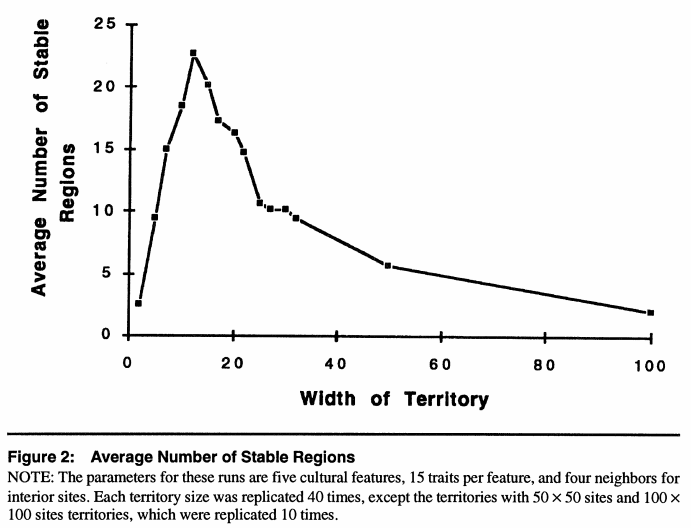 Average Number of Stable
Regions
25
20
15
10
5
0
0 20 40 60 80 100
Width of Territory
Figure 2: Average Number of Stable Regions
NOTE: The parameters for these runs are five cultural features, 15 traits per feature, and four neighbors for
interior sites. Each territory size was replicated 40 times, except the territories with 50 × 50 sites and 100 ×
100 sites territories, which were replicated 10 times.